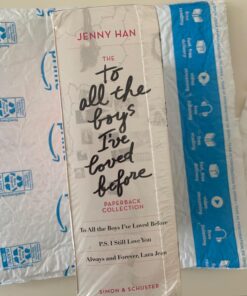 JENNY HAN
THE
to
all the
boys
I've
loved
before
PAPERBACK
COLLECTION
To All the Boys I've Loved Before
P.S. I Still Love You
Always and Forever, Lara Jean
SIMON & SCHUSTER
prime